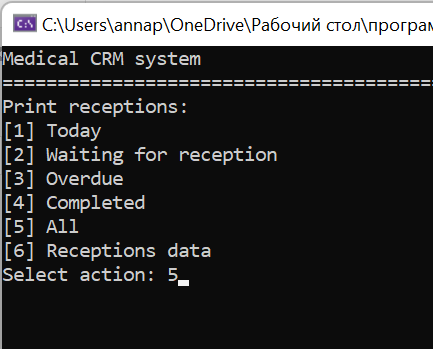 C:\Users\annap\OneDrive\Рабочий стол\програм
Medical CRM system
========================================
Print receptions:
[1] Today
[2] Waiting for reception
[3] Overdue
[4] Completed
[5] All
[6] Receptions data
Select action: 5